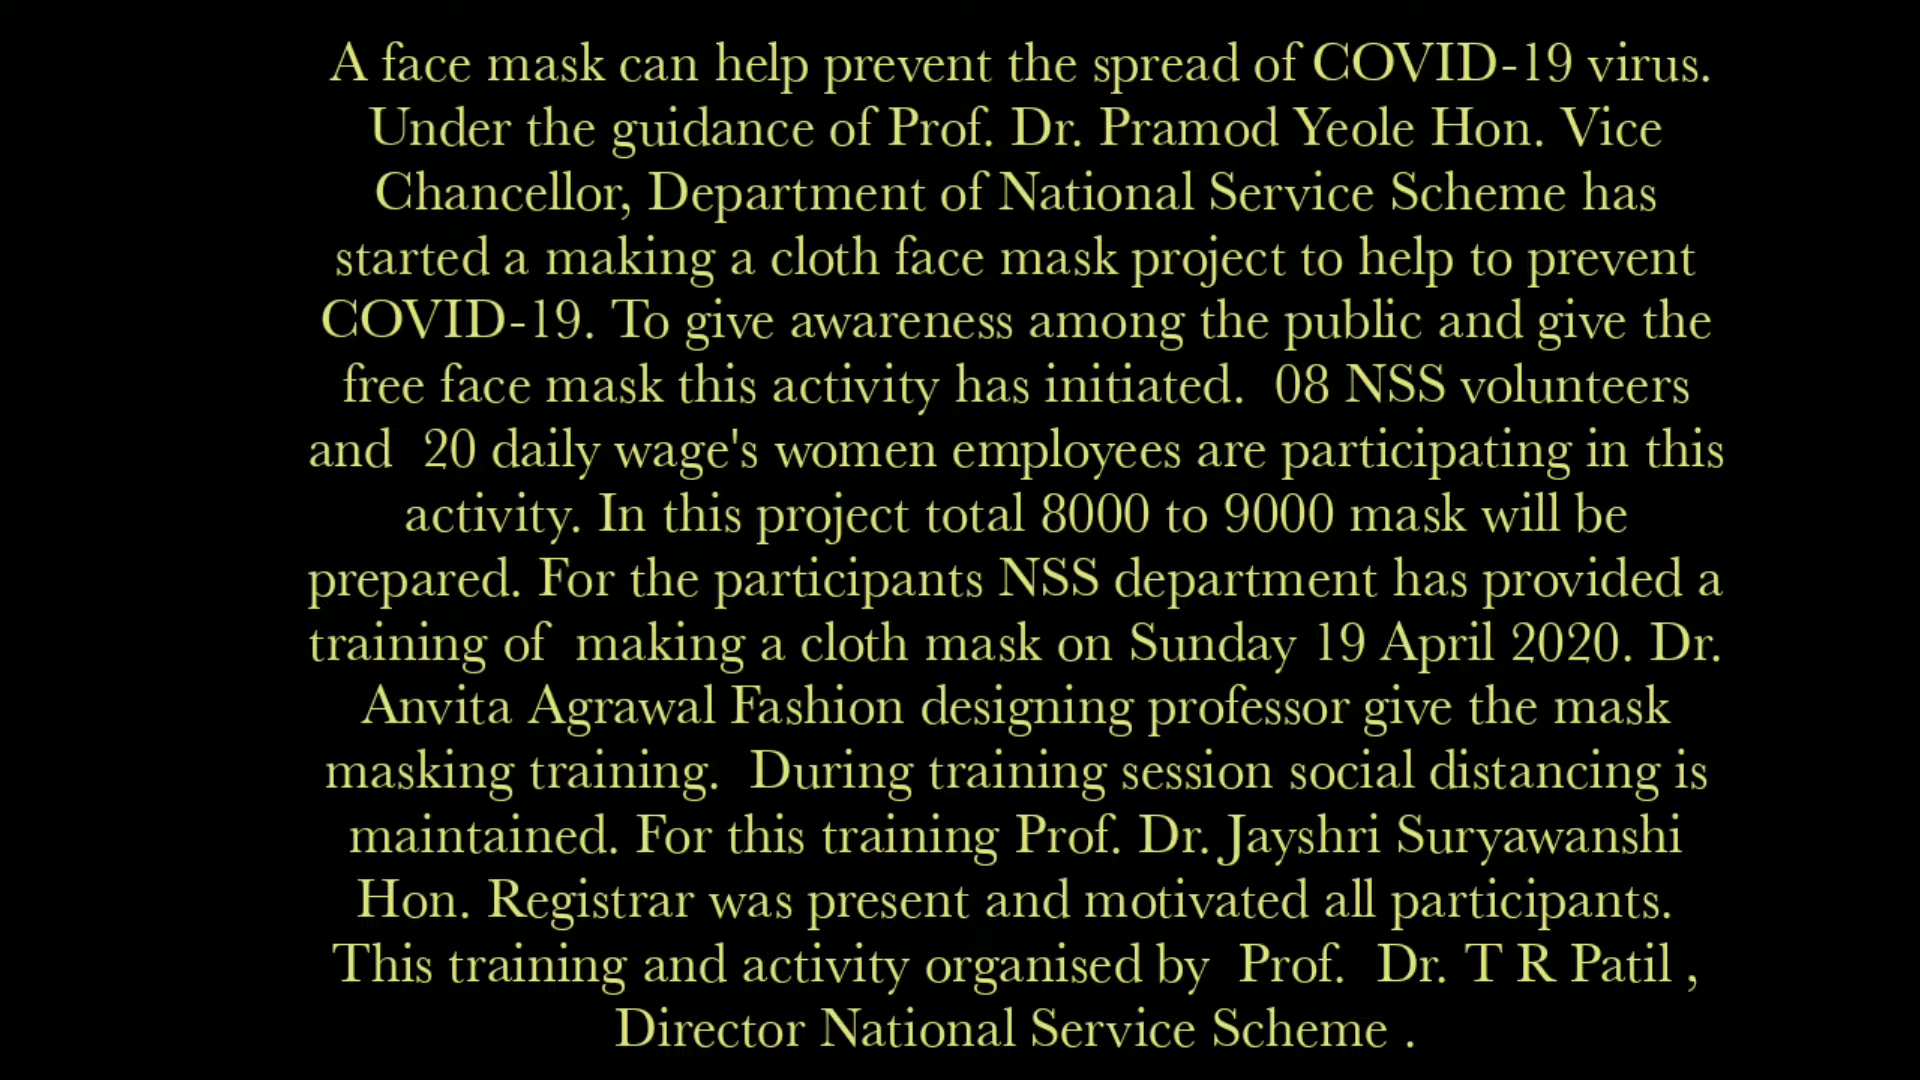 A face mask can help prevent the spread of COVID-19 virus.
Under the guidance of Prof. Dr. Pramod Yeole Hon. Vice
Chancellor, Department of National Service Scheme has
started a making a cloth face mask project to help to prevent
COVID-19. To give awareness among the public and give the
free face mask this activity has initiated.  08 NSS volunteers
and  20 daily wage's women employees are participating in this
activity. In this project total 8000 to 9000 mask will be
prepared. For the participants NSS department has provided a
training of  making a cloth mask on Sunday 19 April 2020. Dr.
Anvita Agrawal Fashion designing professor give the mask
masking training.  During training session social distancing is
maintained. For this training Prof. Dr. Jayshri Suryawanshi
Hon. Registrar was present and motivated all participants.
This training and activity organised by  Prof.  Dr. T R Patil ,
Director National Service Scheme .